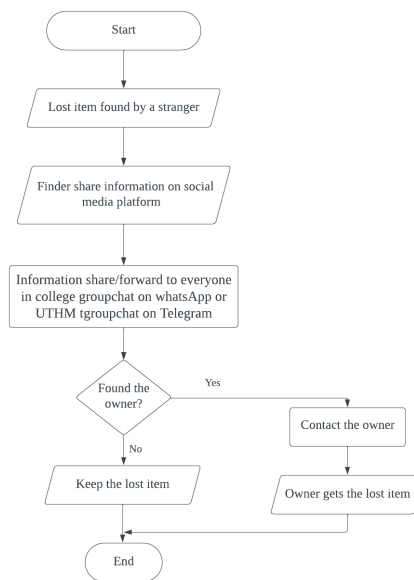 Start
Lost item found by a stranger
Finder share information on social
media platform
Information share/forward to everyone
in college groupchat on whatsApp or
UTHM tgroupchat on Telegram
Found the
owner?
Yes
Contact the owner
No
Keep the lost item
Owner gets the lost item
End